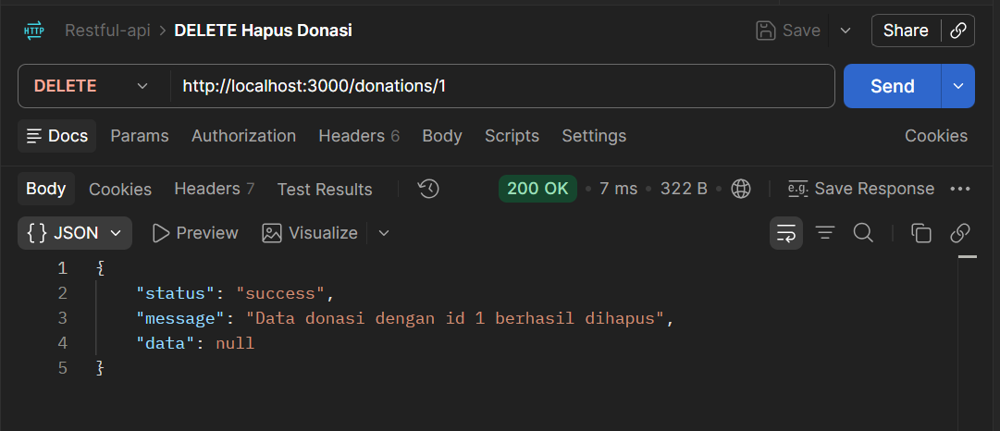 HTTP Restful-api > DELETE Hapus Donasi Save Share
DELETE http://localhost:3000/donations/1 Send
Docs Params Authorization Headers 6 Body Scripts Settings Cookies
Body Cookies Headers 7 Test Results 200 OK • 7 ms • 322 B • e.g. Save Response
{} JSON Preview Visualize
1 {
2 "status": "success",
3 "message": "Data donasi dengan id 1 berhasil dihapus",
4 "data": null
5 }